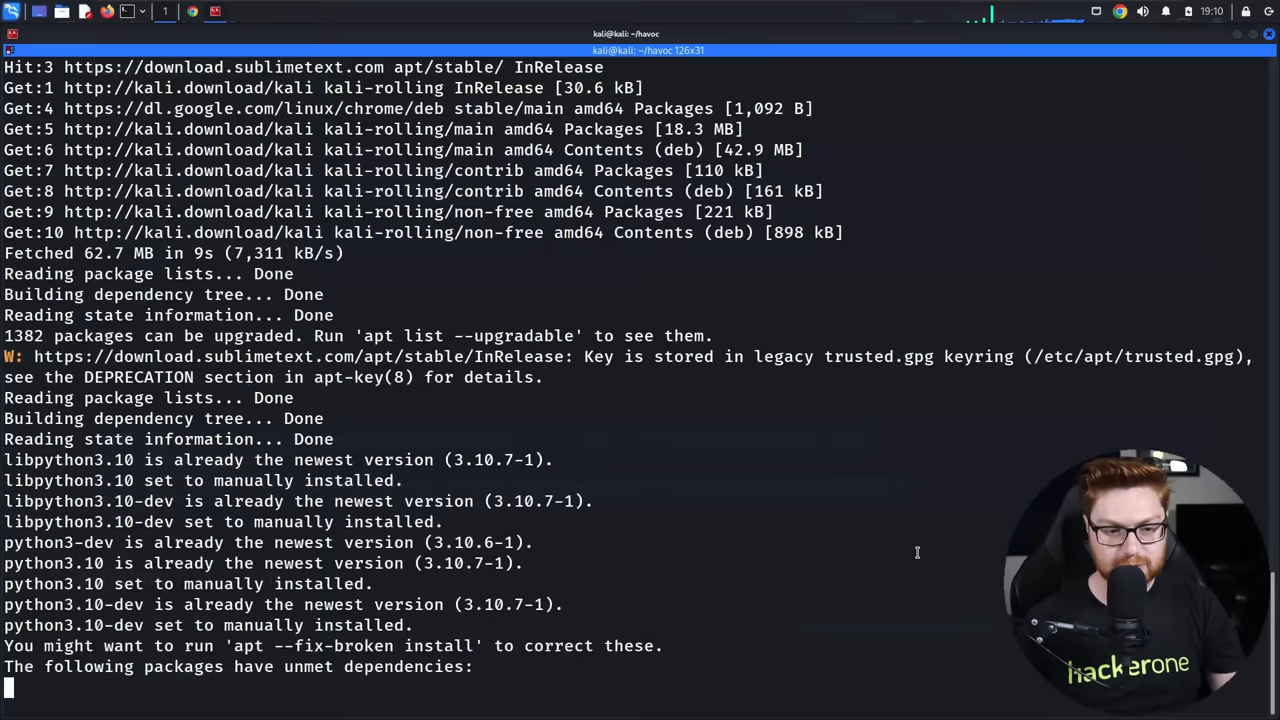 1
19:10
kali@kali: ~/havoc
kali@kali: ~/havoc 126x31
Hit:3 https://download.sublimetext.com apt/stable/ InRelease
Get:1 http://kali.download/kali kali-rolling InRelease [30.6 kB]
Get:4 https://dl.google.com/linux/chrome/deb stable/main amd64 Packages [1,092 B]
Get:5 http://kali.download/kali kali-rolling/main amd64 Packages [18.3 MB]
Get:6 http://kali.download/kali kali-rolling/main amd64 Contents (deb) [42.9 MB]
Get:7 http://kali.download/kali kali-rolling/contrib amd64 Packages [110 kB]
Get:8 http://kali.download/kali kali-rolling/contrib amd64 Contents (deb) [161 kB]
Get:9 http://kali.download/kali kali-rolling/non-free amd64 Packages [221 kB]
Get:10 http://kali.download/kali kali-rolling/non-free amd64 Contents (deb) [898 kB]
Fetched 62.7 MB in 9s (7,311 kB/s)
Reading package lists... Done
Building dependency tree... Done
Reading state information... Done
1382 packages can be upgraded. Run 'apt list --upgradable' to see them.
W: https://download.sublimetext.com/apt/stable/InRelease: Key is stored in legacy trusted.gpg keyring (/etc/apt/trusted.gpg),
see the DEPRECATION section in apt-key(8) for details.
Reading package lists... Done
Building dependency tree... Done
Reading state information... Done
libpython3.10 is already the newest version (3.10.7-1).
libpython3.10 set to manually installed.
libpython3.10-dev is already the newest version (3.10.7-1).
libpython3.10-dev set to manually installed.
python3-dev is already the newest version (3.10.6-1).
python3.10 is already the newest version (3.10.7-1).
python3.10 set to manually installed.
python3.10-dev is already the newest version (3.10.7-1).
python3.10-dev set to manually installed.
You might want to run 'apt --fix-broken install' to correct these.
The following packages have unmet dependencies:
hackerone